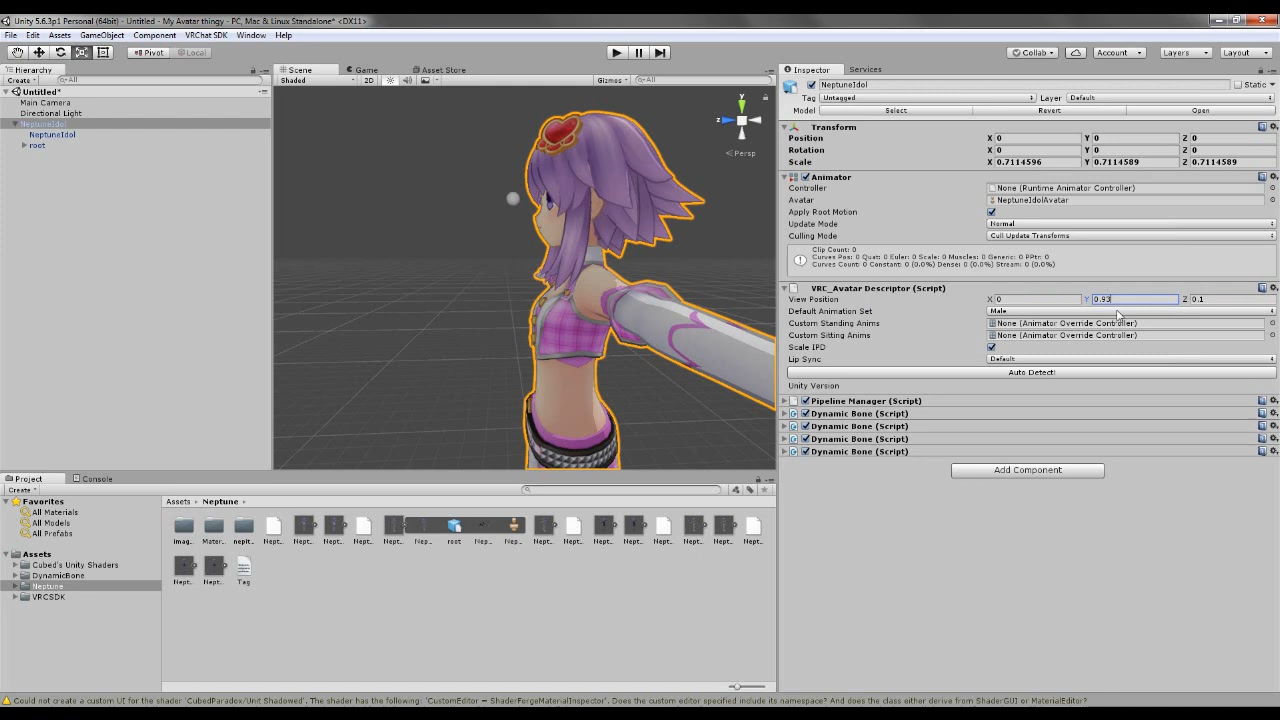 Unity 5.6.3p1 Personal (64bit) - Untitled - My Avatar thingy - PC, Mac & Linux Standalone* <DX11>
File Edit Assets GameObject Component VRChat SDK Window Help
Pivot Local Collab Account Layers Layout
Hierarchy
Create All
Untitled*
Main Camera
Directional Light
NeptuneIdol
NeptuneIdol
root
Scene Game Asset Store
Shaded 2D Gizmos All
y
z
Persp
Inspector Services
NeptuneIdol Static
Tag Untagged Layer Default
Model Select Revert Open
Transform
Position X 0 Y 0 Z 0
Rotation X 0 Y 0 Z 0
Scale X 0.7114596 Y 0.7114589 Z 0.7114589
Animator
Controller None (Runtime Animator Controller)
Avatar NeptuneIdolAvatar
Apply Root Motion
Update Mode Normal
Culling Mode Cull Update Transforms
Clip Count: 0
Curves Pos: 0 Quat: 0 Euler: 0 Scale: 0 Muscles: 0 Generic: 0 PPtr: 0
Curves Count: 0 Constant: 0 (0.0%) Dense: 0 (0.0%) Stream: 0 (0.0%)
VRC_Avatar Descriptor (Script)
View Position X 0 Y 0.93 Z 0.1
Default Animation Set Male
Custom Standing Anims None (Animator Override Controller)
Custom Sitting Anims None (Animator Override Controller)
Scale IPD
Lip Sync Default
Auto Detect!
Unity Version
Pipeline Manager (Script)
Dynamic Bone (Script)
Dynamic Bone (Script)
Dynamic Bone (Script)
Dynamic Bone (Script)
Add Component
Project Console
Create
Favorites
All Materials
All Models
All Prefabs
Assets
Cubed's Unity Shaders
DynamicBone
Neptune
VRCSDK
Assets Neptune
imag... Mater... nepit... Nept... Nept... Nept... Nept... Nept... Nep... root Nep... Nep... Nept... Nept... Nept... Nept... Nept... Nept... Nept... Nept...
Nept... Nept... Tag
Could not create a custom UI for the shader 'CubedParadox/Unlit Shadowed'. The shader has the following: 'CustomEditor = ShaderForgeMaterialInspector'. Does the custom editor specified include its namespace? And does the class either derive from ShaderGUI or MaterialEditor?